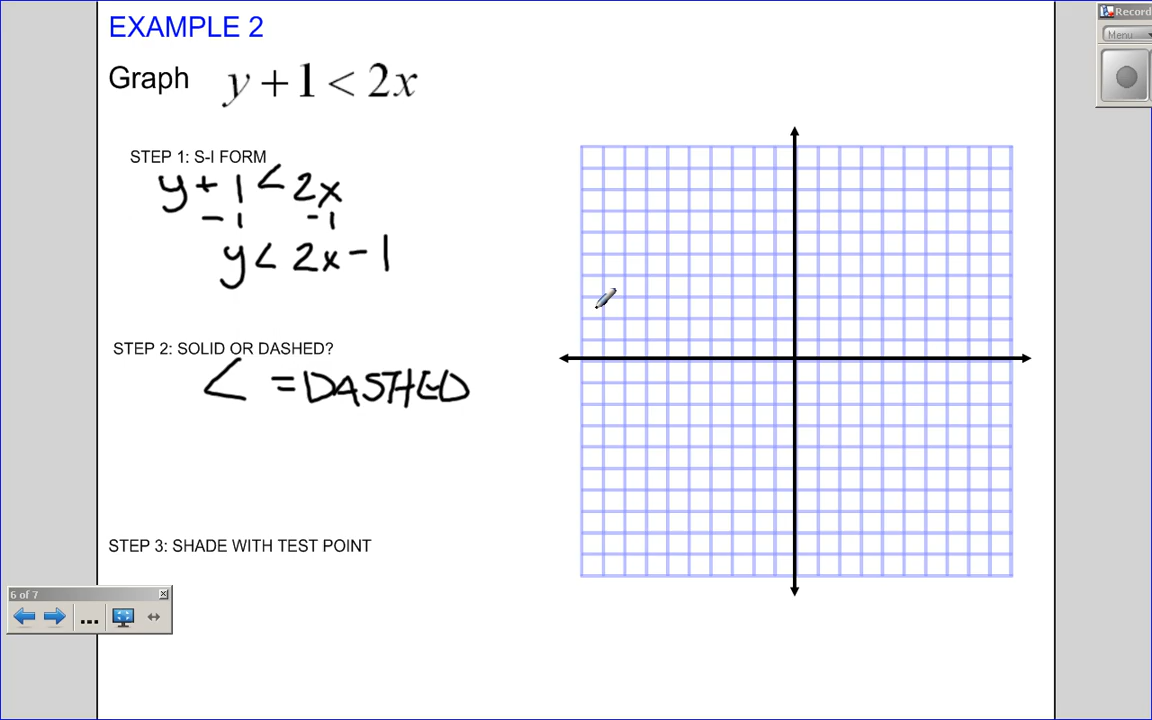 EXAMPLE 2
Record
Menu
Graph y + 1 < 2x
STEP 1: S-I FORM
y + 1 < 2x
- 1 - 1
y < 2x - 1
STEP 2: SOLID OR DASHED?
< = DASHED
STEP 3: SHADE WITH TEST POINT
6 of 7
...